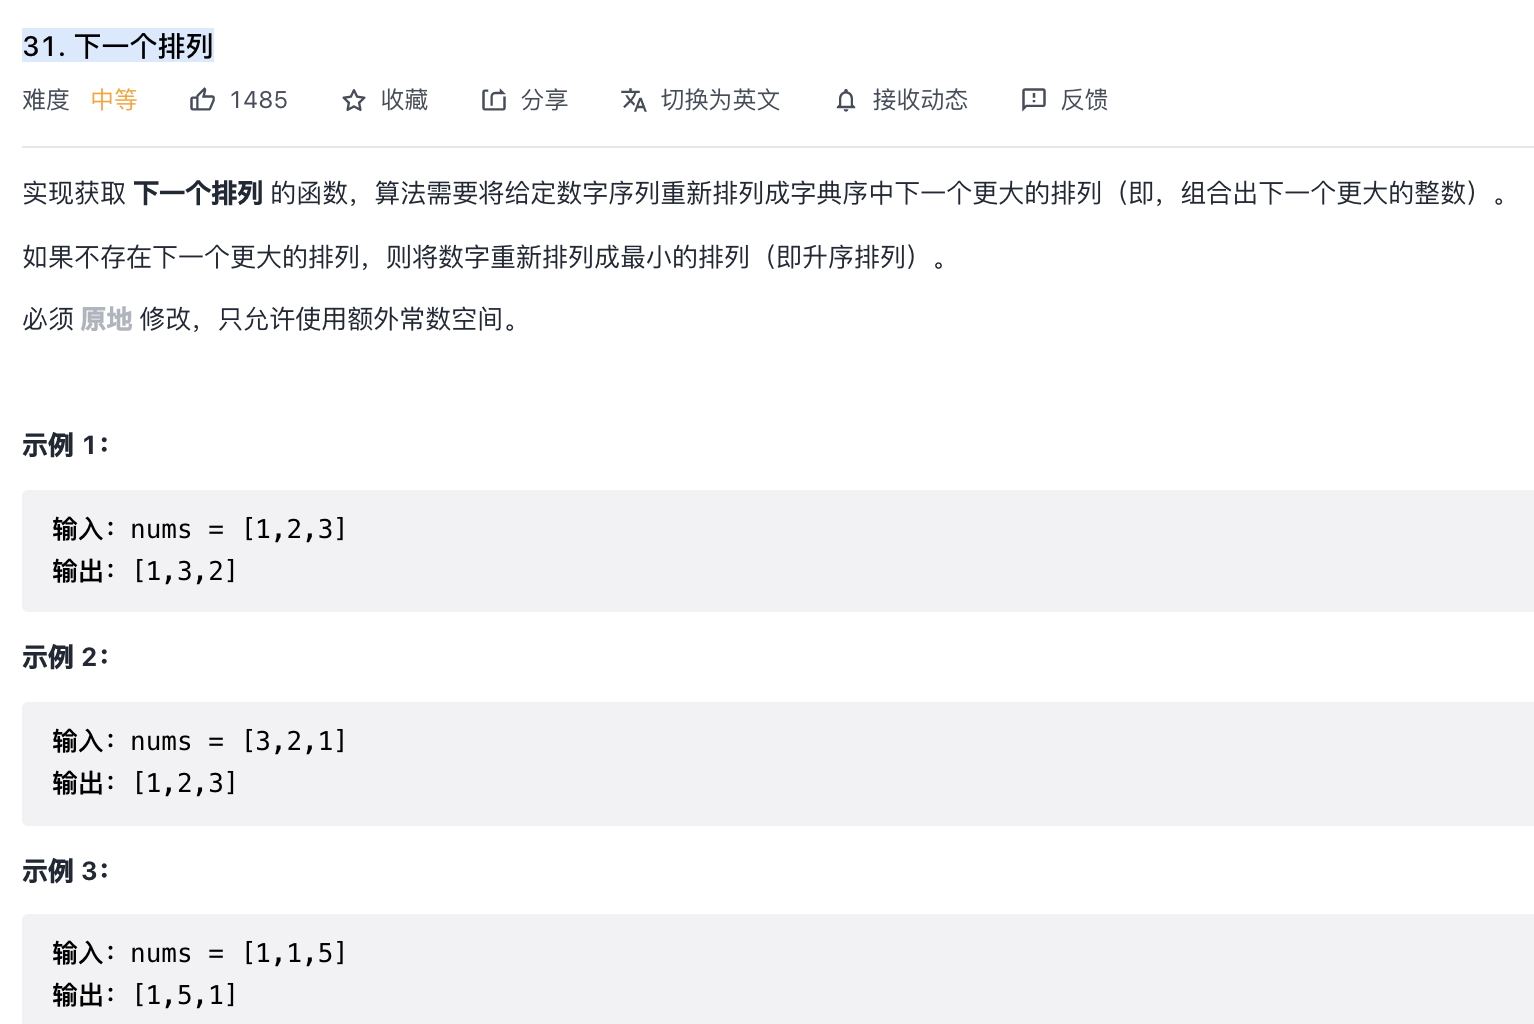 31. 下一个排列
难度 中等 1485 收藏 分享 切换为英文 接收动态 反馈
实现获取 下一个排列 的函数，算法需要将给定数字序列重新排列成字典序中下一个更大的排列（即，组合出下一个更大的整数）。
如果不存在下一个更大的排列，则将数字重新排列成最小的排列（即升序排列）。
必须 原地 修改，只允许使用额外常数空间。
示例 1：
输入：nums = [1,2,3]
输出：[1,3,2]
示例 2：
输入：nums = [3,2,1]
输出：[1,2,3]
示例 3：
输入：nums = [1,1,5]
输出：[1,5,1]